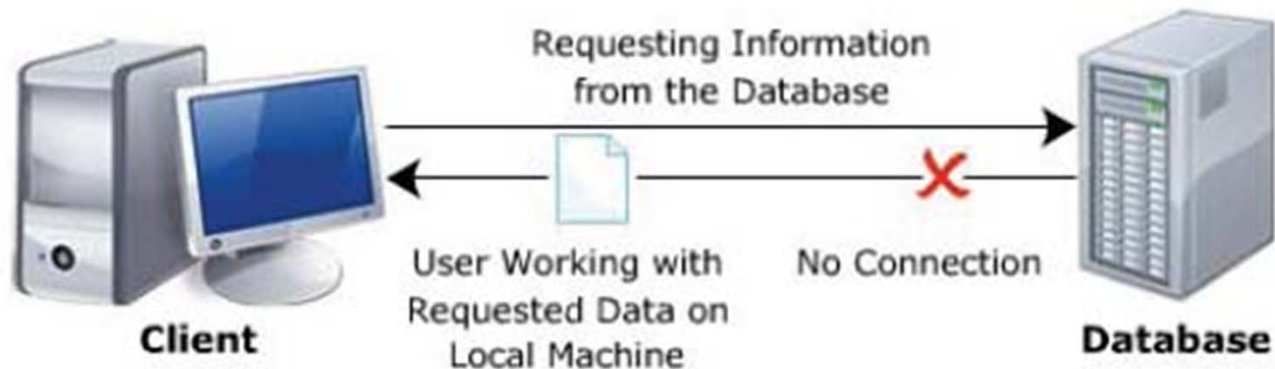 Requesting Information
from the Database
User Working with
Requested Data on
Local Machine
No Connection
Client
Database